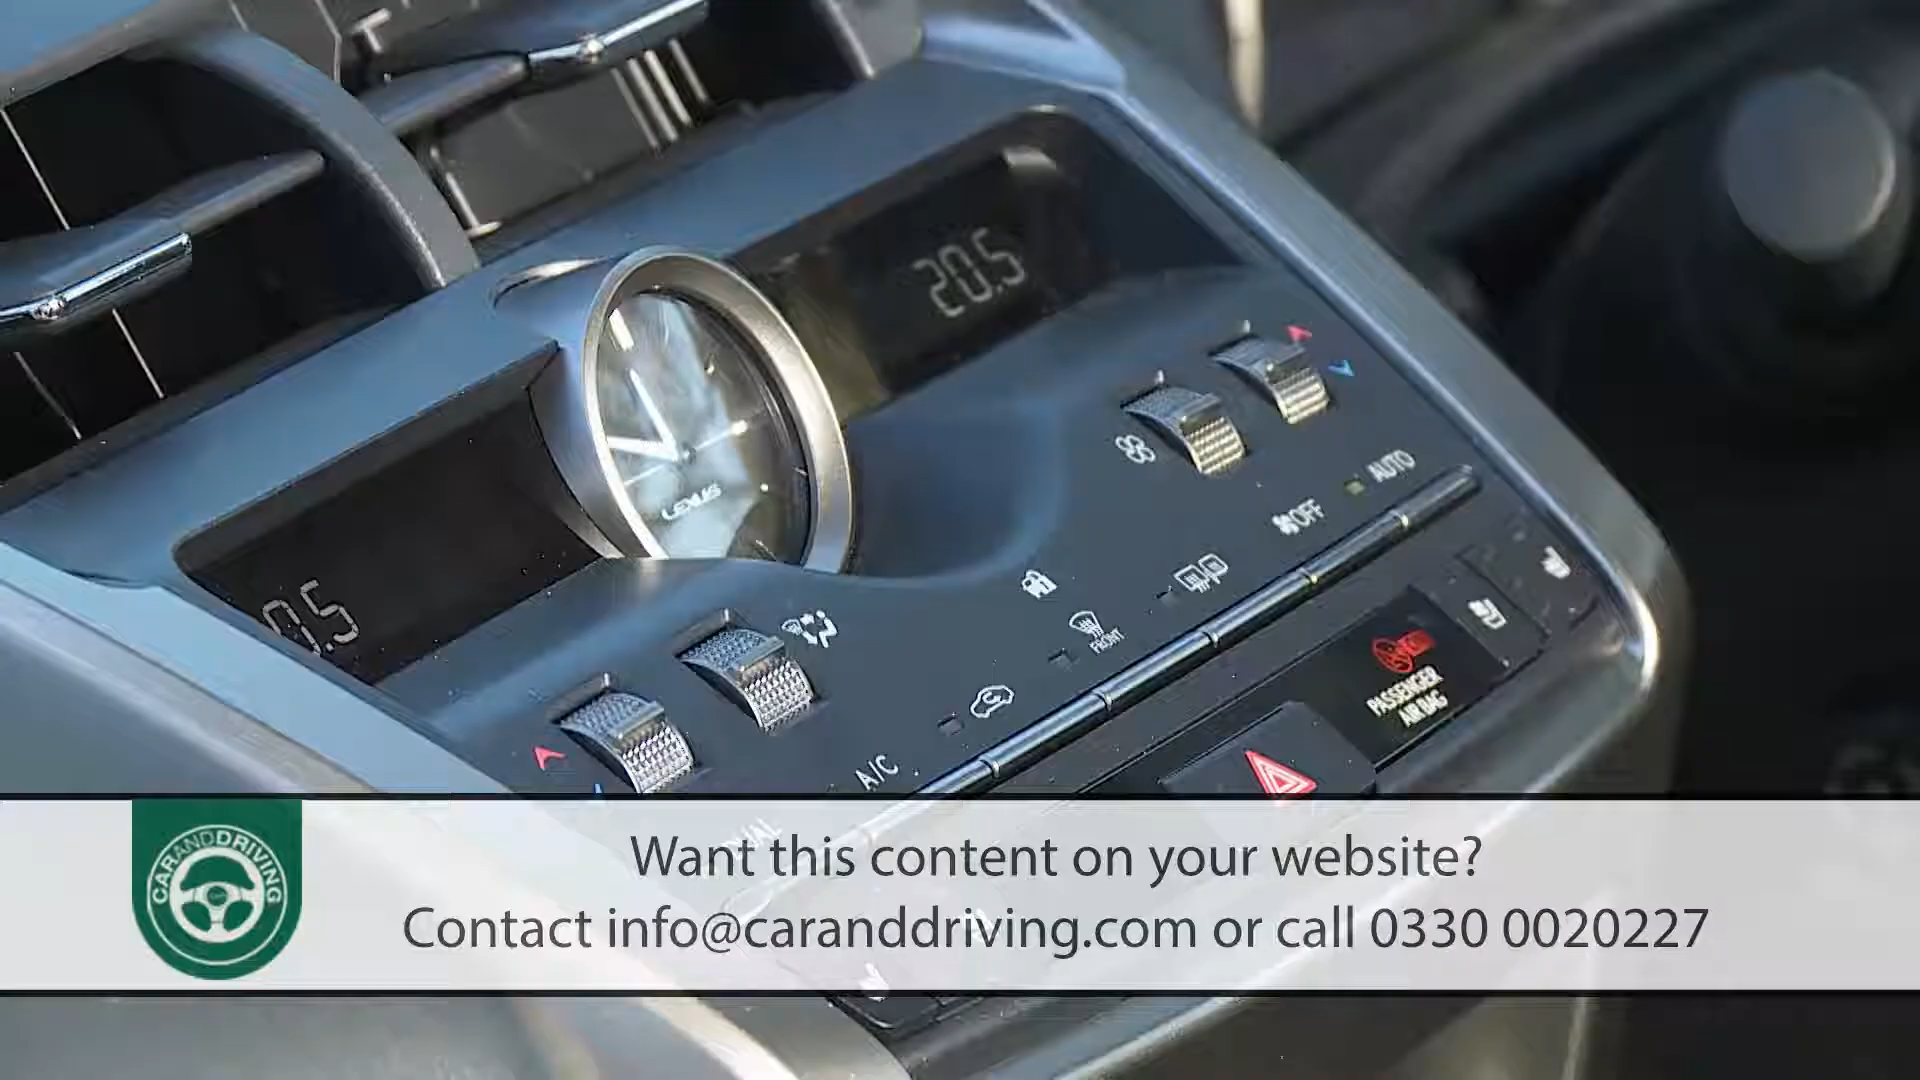 20.5
LEXUS
0.5
AUTO
OFF
FRONT
A/C
PASSENGER
AIR BAG
CARANDDRIVING
Want this content on your website?
Contact info@caranddriving.com or call 0330 0020227